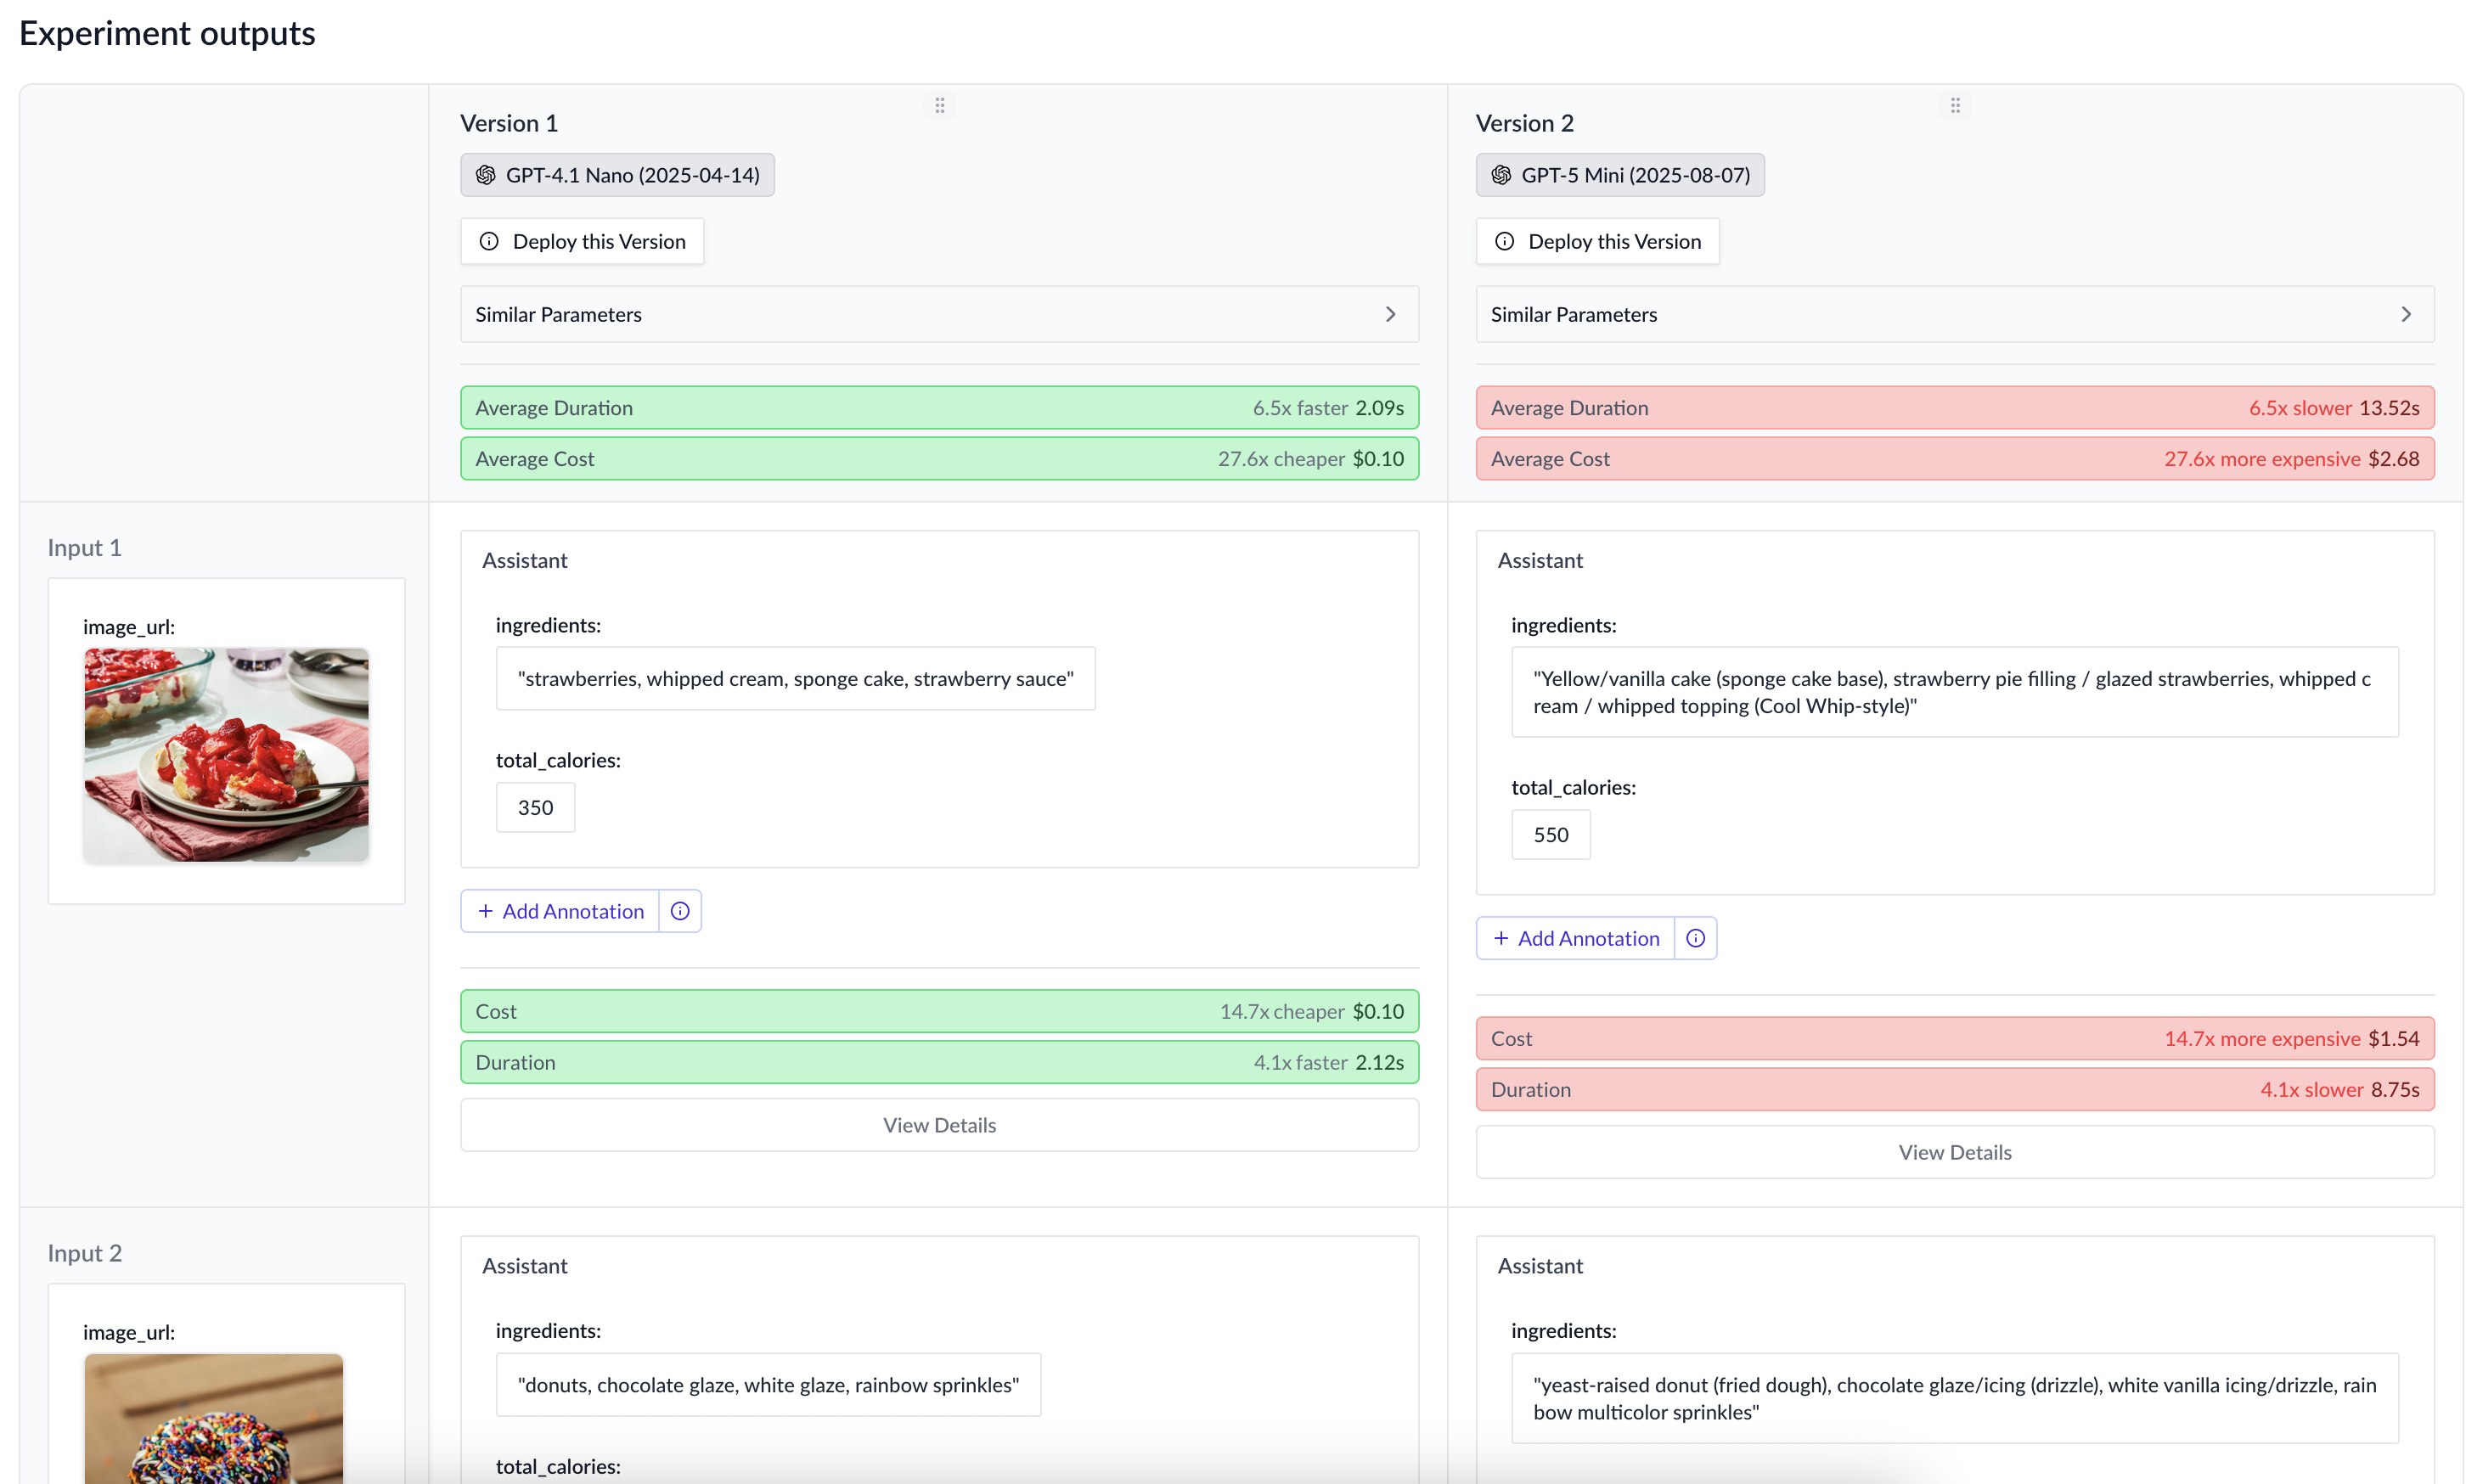 Experiment outputs
Version 1
GPT-4.1 Nano (2025-04-14)
Deploy this Version
Similar Parameters
Average Duration 6.5x faster 2.09s
Average Cost 27.6x cheaper $0.10
Version 2
GPT-5 Mini (2025-08-07)
Deploy this Version
Similar Parameters
Average Duration 6.5x slower 13.52s
Average Cost 27.6x more expensive $2.68
Input 1
image_url:
Assistant
ingredients:
"strawberries, whipped cream, sponge cake, strawberry sauce"
total_calories:
350
+ Add Annotation
Cost 14.7x cheaper $0.10
Duration 4.1x faster 2.12s
View Details
Assistant
ingredients:
"Yellow/vanilla cake (sponge cake base), strawberry pie filling / glazed strawberries, whipped c
ream / whipped topping (Cool Whip-style)"
total_calories:
550
+ Add Annotation
Cost 14.7x more expensive $1.54
Duration 4.1x slower 8.75s
View Details
Input 2
image_url:
Assistant
ingredients:
"donuts, chocolate glaze, white glaze, rainbow sprinkles"
total_calories:
Assistant
ingredients:
"yeast-raised donut (fried dough), chocolate glaze/icing (drizzle), white vanilla icing/drizzle, rain
bow multicolor sprinkles"